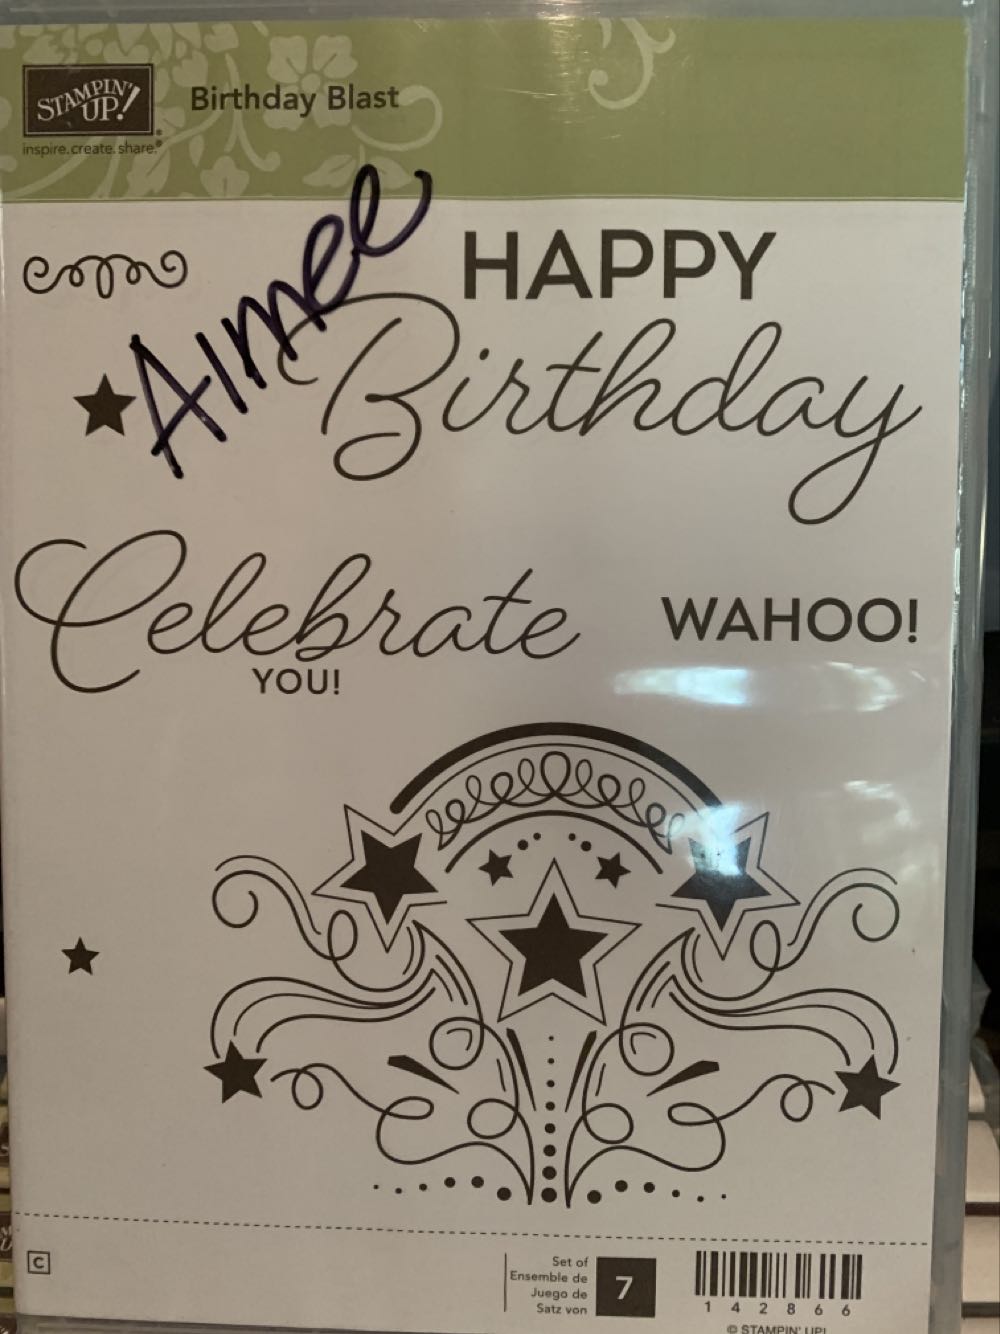 STAMPIN' UP!
inspire. create. share.
Birthday Blast
Aimee
HAPPY
Birthday
Celebrate
YOU!
WAHOO!
C
Set of
Ensemble de
Juego de
Satz von
7
142866
© STAMPIN' UP!